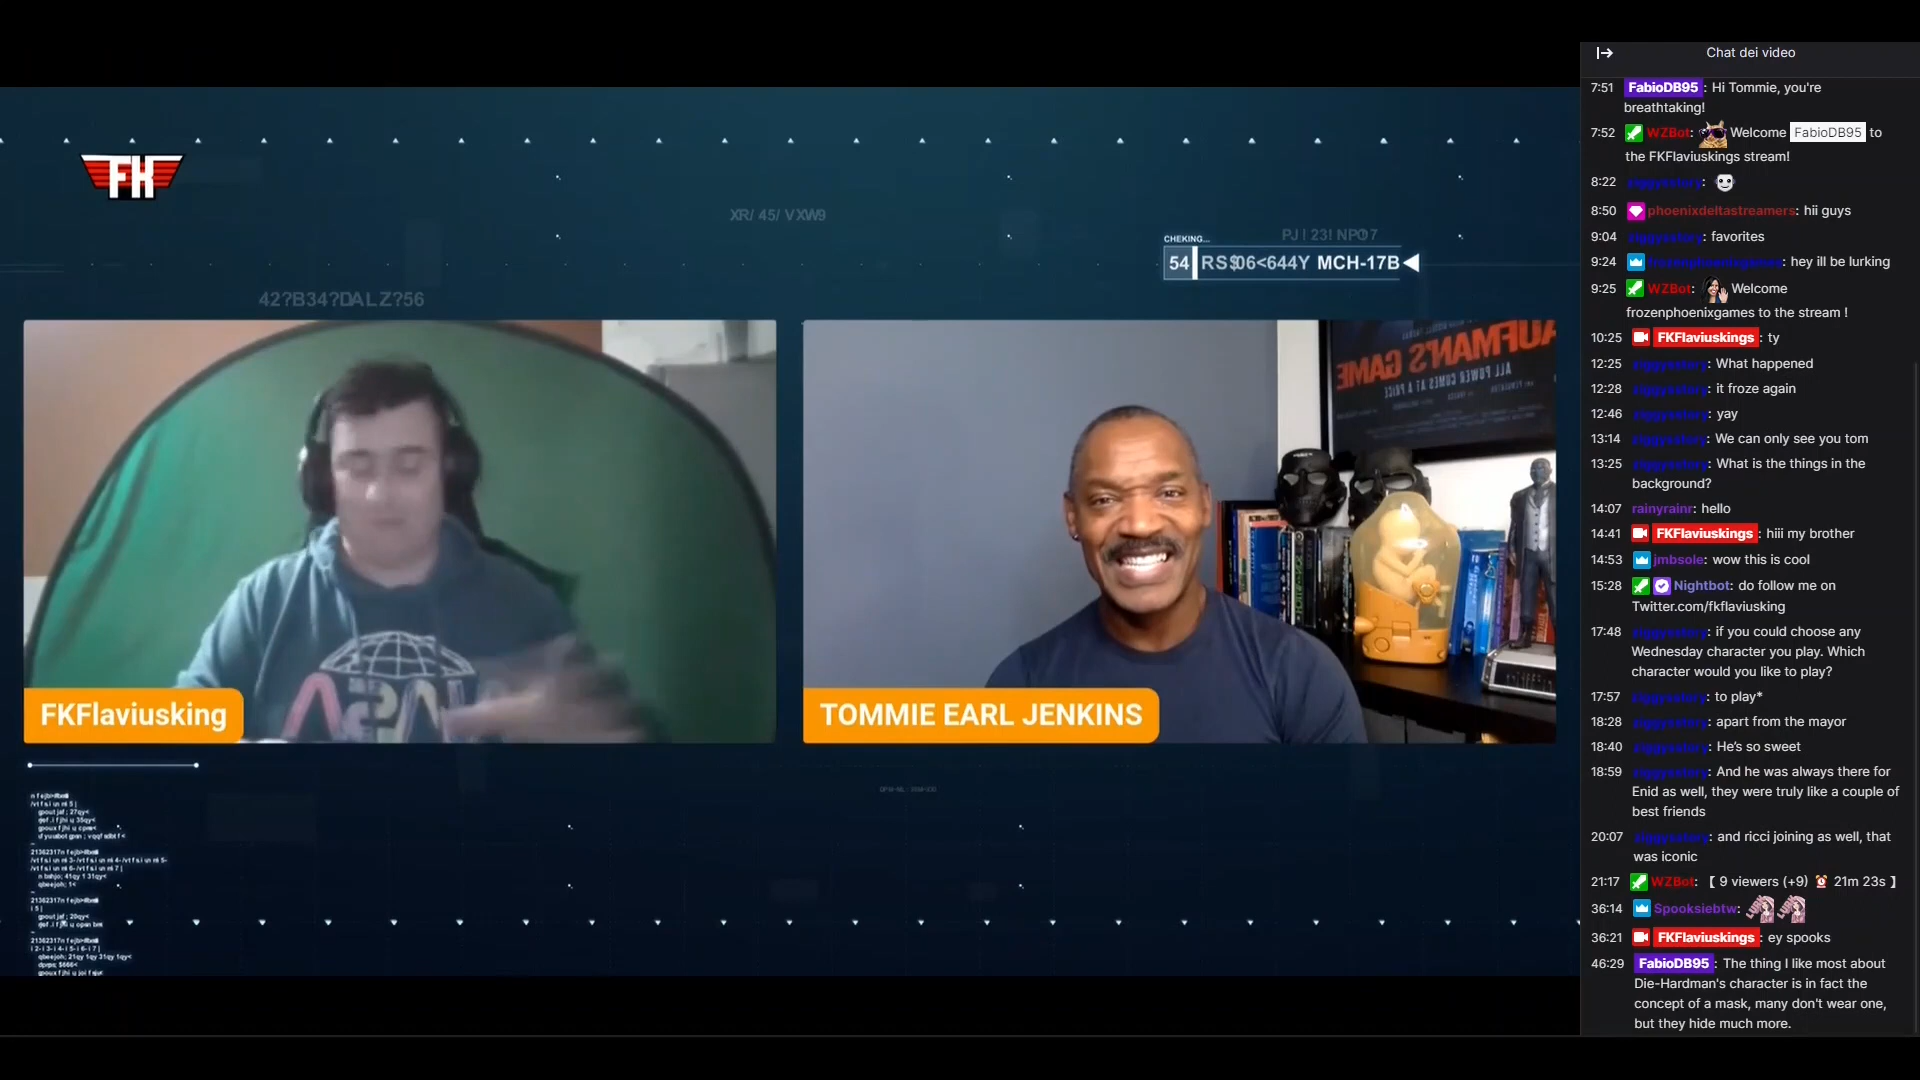 Chat dei video
7:51 FabioDB95: Hi Tommie, you're
breathtaking!
7:52 WZBot: Welcome FabioDB95 to
the FKFlaviuskings stream!
8:22
8:50 phoenixdeltastreamers: hii guys
9:04 : favorites
9:24 : hey ill be lurking
9:25 WZBot: Welcome
frozenphoenixgames to the stream !
10:25 FKFlaviuskings: ty
12:25 : What happened
12:28 : it froze again
12:46 : yay
13:14 : We can only see you tom
13:25 : What is the things in the
background?
14:07 rainyrainr: hello
14:41 FKFlaviuskings: hiii my brother
14:53 jmbsole: wow this is cool
15:28 Nightbot: do follow me on
Twitter.com/fkflaviusking
17:48 : if you could choose any
Wednesday character you play. Which
character would you like to play?
17:57 : to play*
18:28 : apart from the mayor
18:40 : He's so sweet
18:59 : And he was always there for
Enid as well, they were truly like a couple of
best friends
20:07 : and ricci joining as well, that
was iconic
21:17 WZBot: 【 9 viewers (+9) ⏰ 21m 23s 】
36:14 Spooksiebtw:
36:21 FKFlaviuskings: ey spooks
46:29 FabioDB95: The thing I like most about
Die-Hardman's character is in fact the
concept of a mask, many don't wear one,
but they hide much more.
FK
XR/ 45/ VXW9
CHEKING...
54 MCH-17B
42?B34?DALZ?56
AUFMAN'S GAME
ALL POWER COMES AT A PRICE
FKFlaviusking
TOMMIE EARL JENKINS